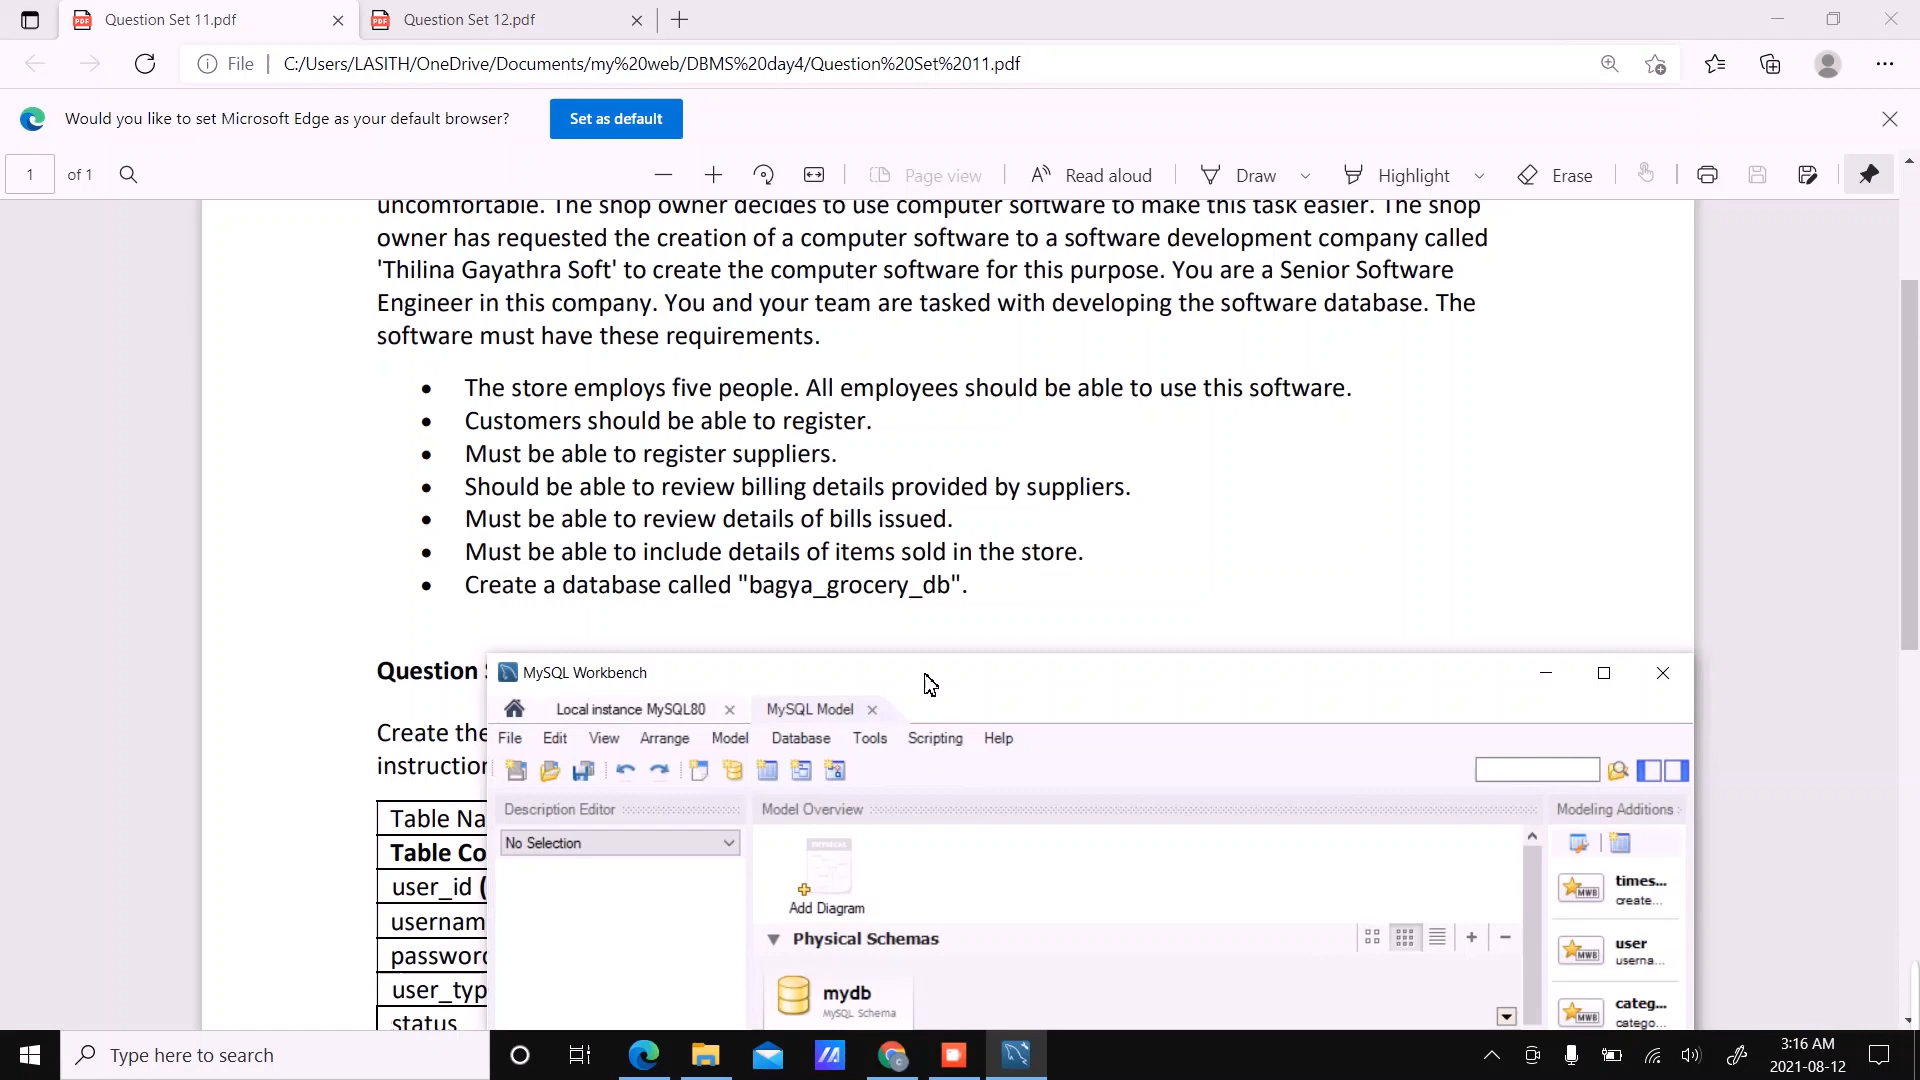 Question Set 11.pdf
Question Set 12.pdf
File
C:/Users/LASITH/OneDrive/Documents/my%20web/DBMS%20day4/Question%20Set%2011.pdf
Would you like to set Microsoft Edge as your default browser?
Set as default
1
of 1
Page view
Read aloud
Draw
Highlight
Erase
uncomfortable. The shop owner decides to use computer software to make this task easier. The shop
owner has requested the creation of a computer software to a software development company called
'Thilina Gayathra Soft' to create the computer software for this purpose. You are a Senior Software
Engineer in this company. You and your team are tasked with developing the software database. The
software must have these requirements.
• The store employs five people. All employees should be able to use this software.
• Customers should be able to register.
• Must be able to register suppliers.
• Should be able to review billing details provided by suppliers.
• Must be able to review details of bills issued.
• Must be able to include details of items sold in the store.
• Create a database called "bagya_grocery_db".
Question
Create the
instruction
Table Na
Table Co
user_id (
usernam
password
user_typ
status
MySQL Workbench
Local instance MySQL80
MySQL Model
File Edit View Arrange Model Database Tools Scripting Help
Description Editor
No Selection
Model Overview
PHYSICAL
Add Diagram
Physical Schemas
mydb
MySQL Schema
Modeling Additions
MWB
times...
create...
MWB
user
userna...
MWB
categ...
catego...
Type here to search
3:16 AM
2021-08-12